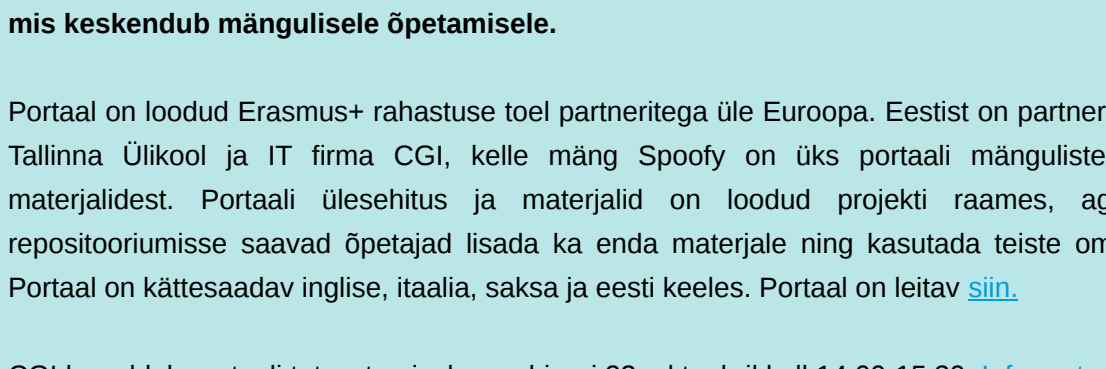 mis keskendub mängulisele õpetamisele.
Portaal on loodud Erasmus+ rahastuse toel partneritega üle Euroopa. Eestist on partner
Tallinna Ülikool ja IT firma CGI, kelle mäng Spoofy on üks portaali mänguliste
materjalidest. Portaali ülesehitus ja materjalid on loodud projekti raames,
repositooriumisse saavad õpetajad lisada ka enda materjale ning kasutada teiste
Portaal on kättesaadav inglise, itaalia, saksa ja eesti keeles. Portaal on leitav siin.